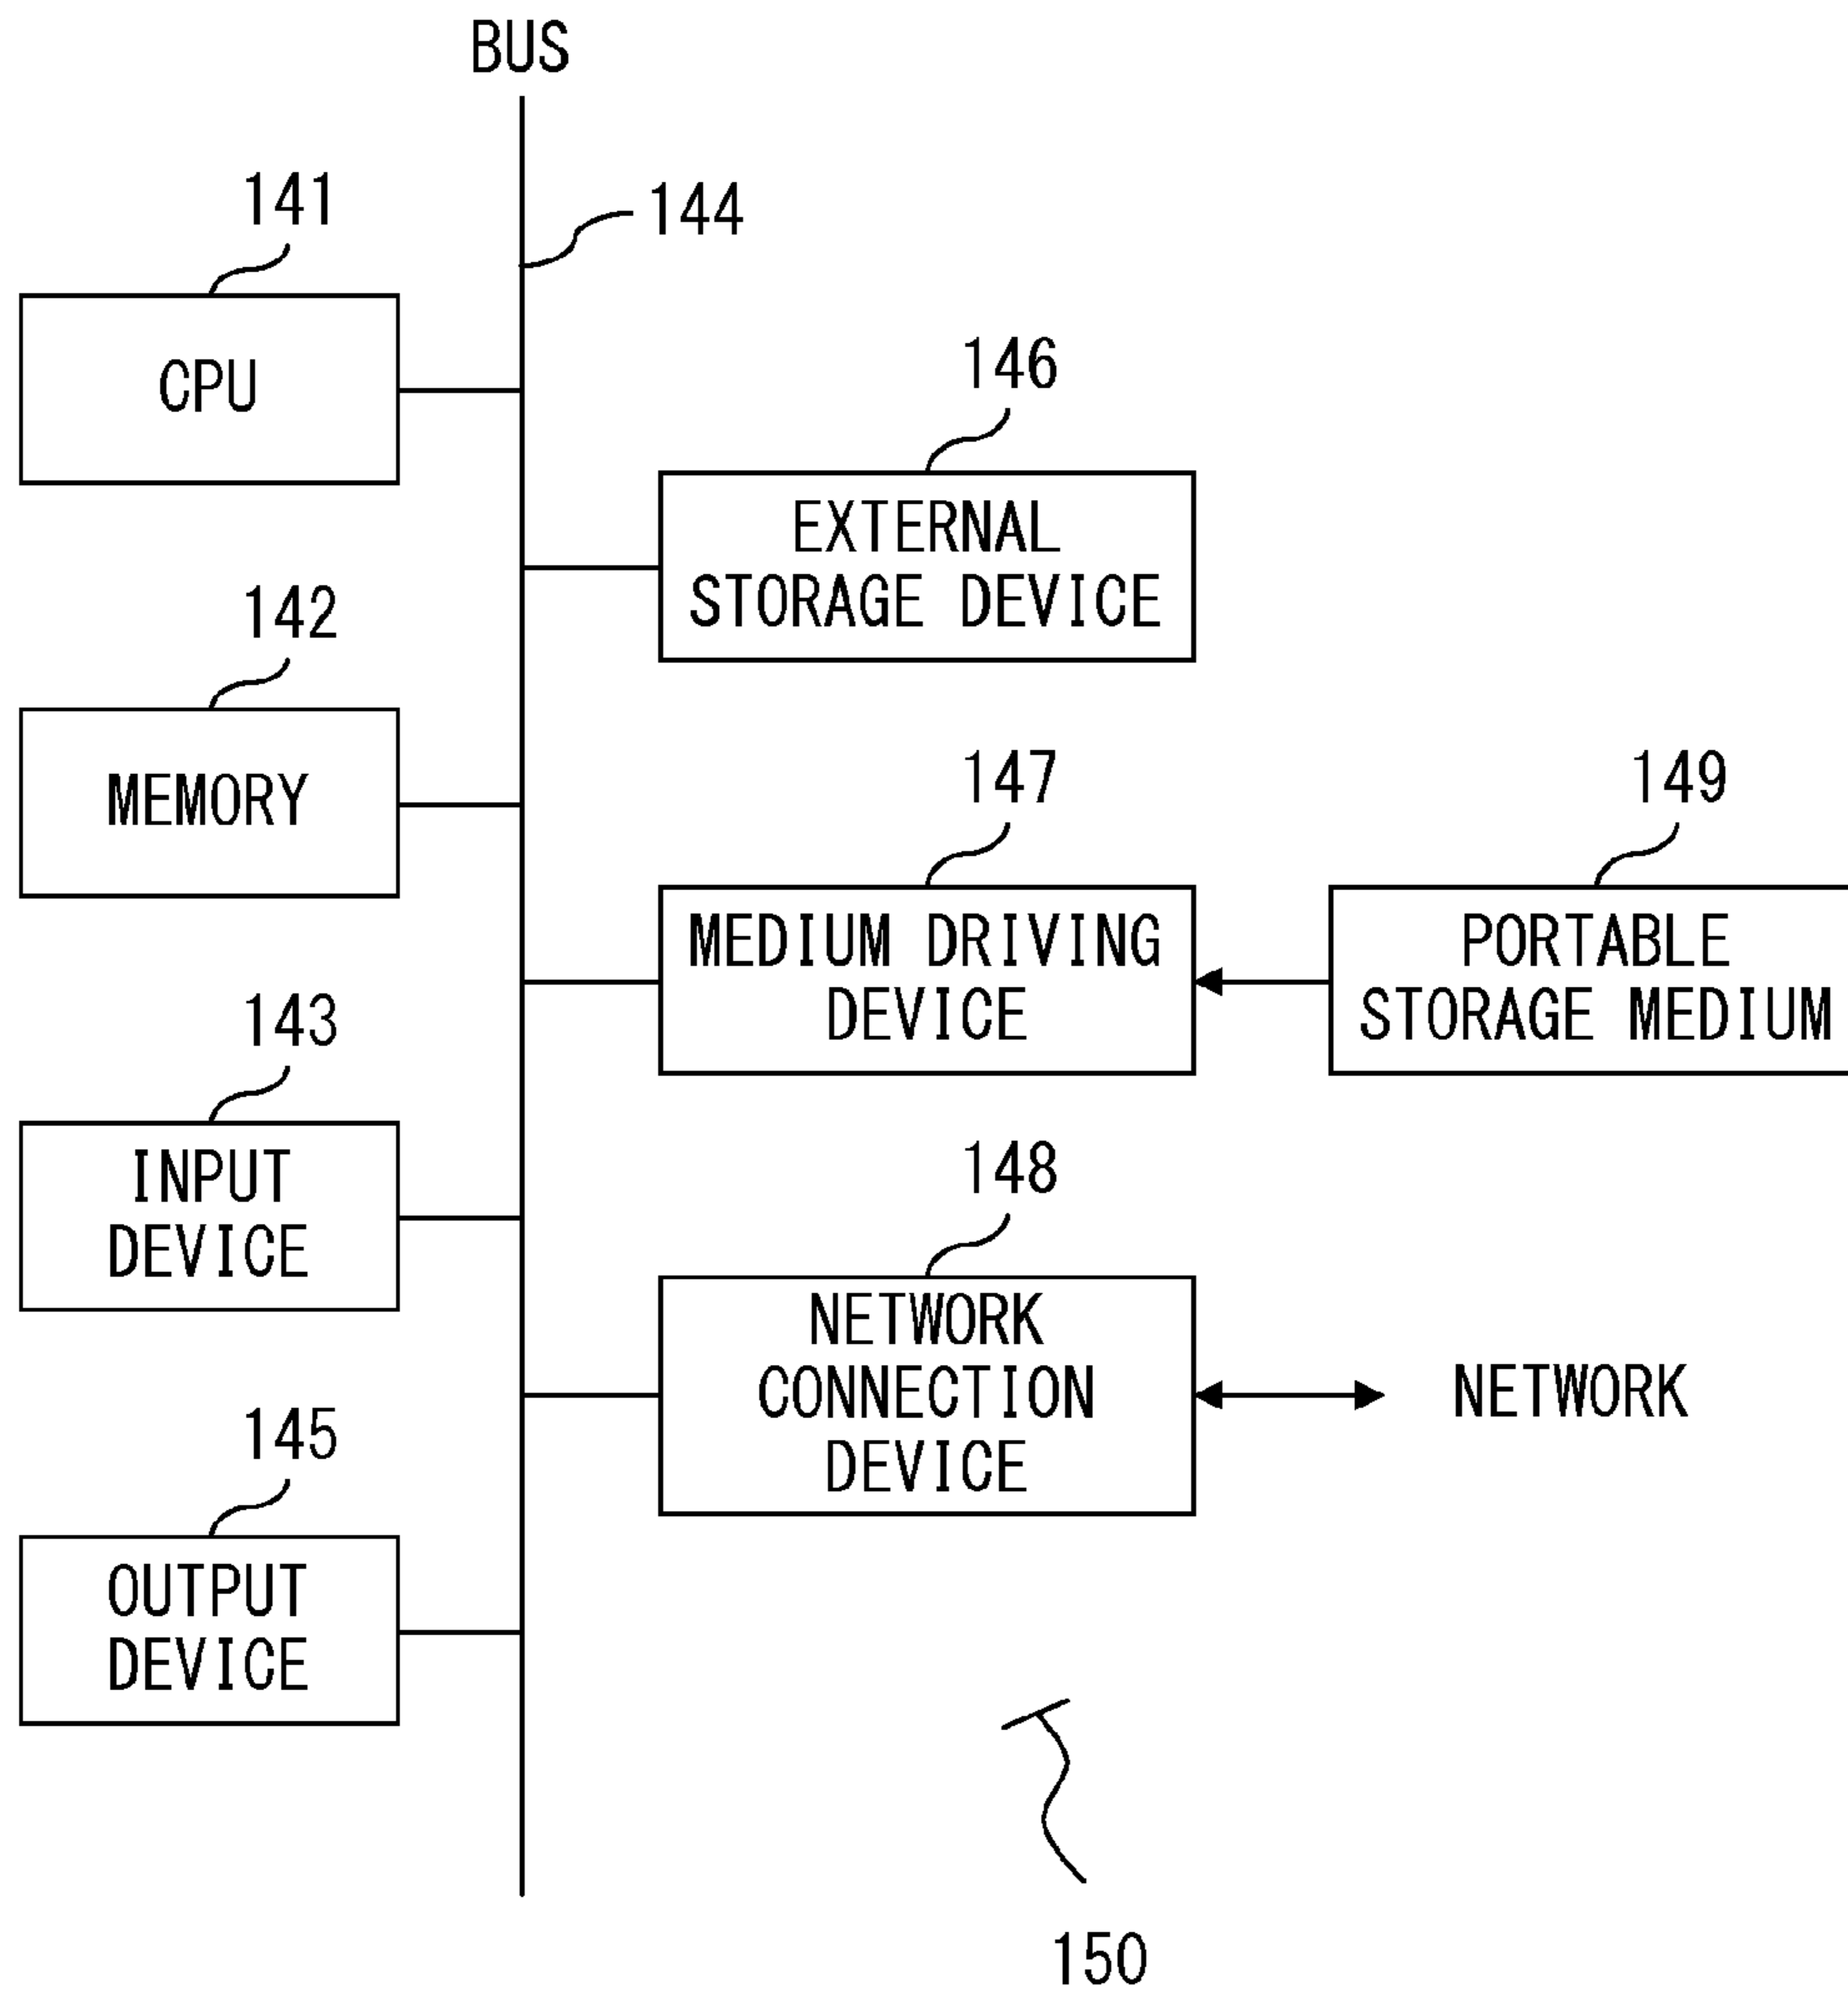 BUS
141
144
CPU
146
EXTERNAL
STORAGE DEVICE
142
MEMORY
147
149
MEDIUM DRIVING
DEVICE
PORTABLE
STORAGE MEDIUM
143
INPUT
DEVICE
148
NETWORK
CONNECTION
DEVICE
NETWORK
145
OUTPUT
DEVICE
150